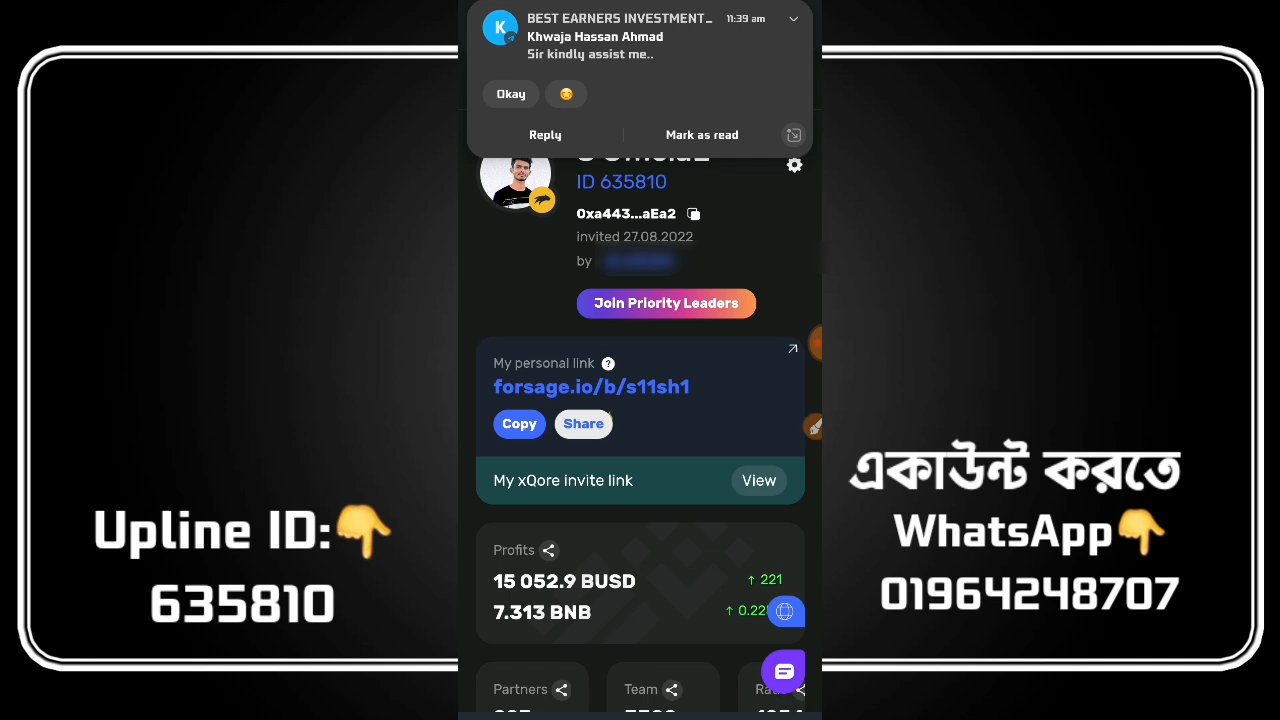 BEST EARNERS INVESTMENT_
11:39 am
Khwaja Hassan Ahmad
Sir kindly assist me..
Okay
Reply
Mark as read
ID 635810
0xa443...aEa2
invited 27.08.2022
by
Join Priority Leaders
My personal link ?
forsage.io/b/s11sh1
Copy
Share
My xQore invite link
View
Profits
15 052.9 BUSD
↑ 221
7.313 BNB
↑ 0.22
Partners
Team
Upline ID:👇
635810
একাউন্ট করতে
WhatsApp👇
01964248707